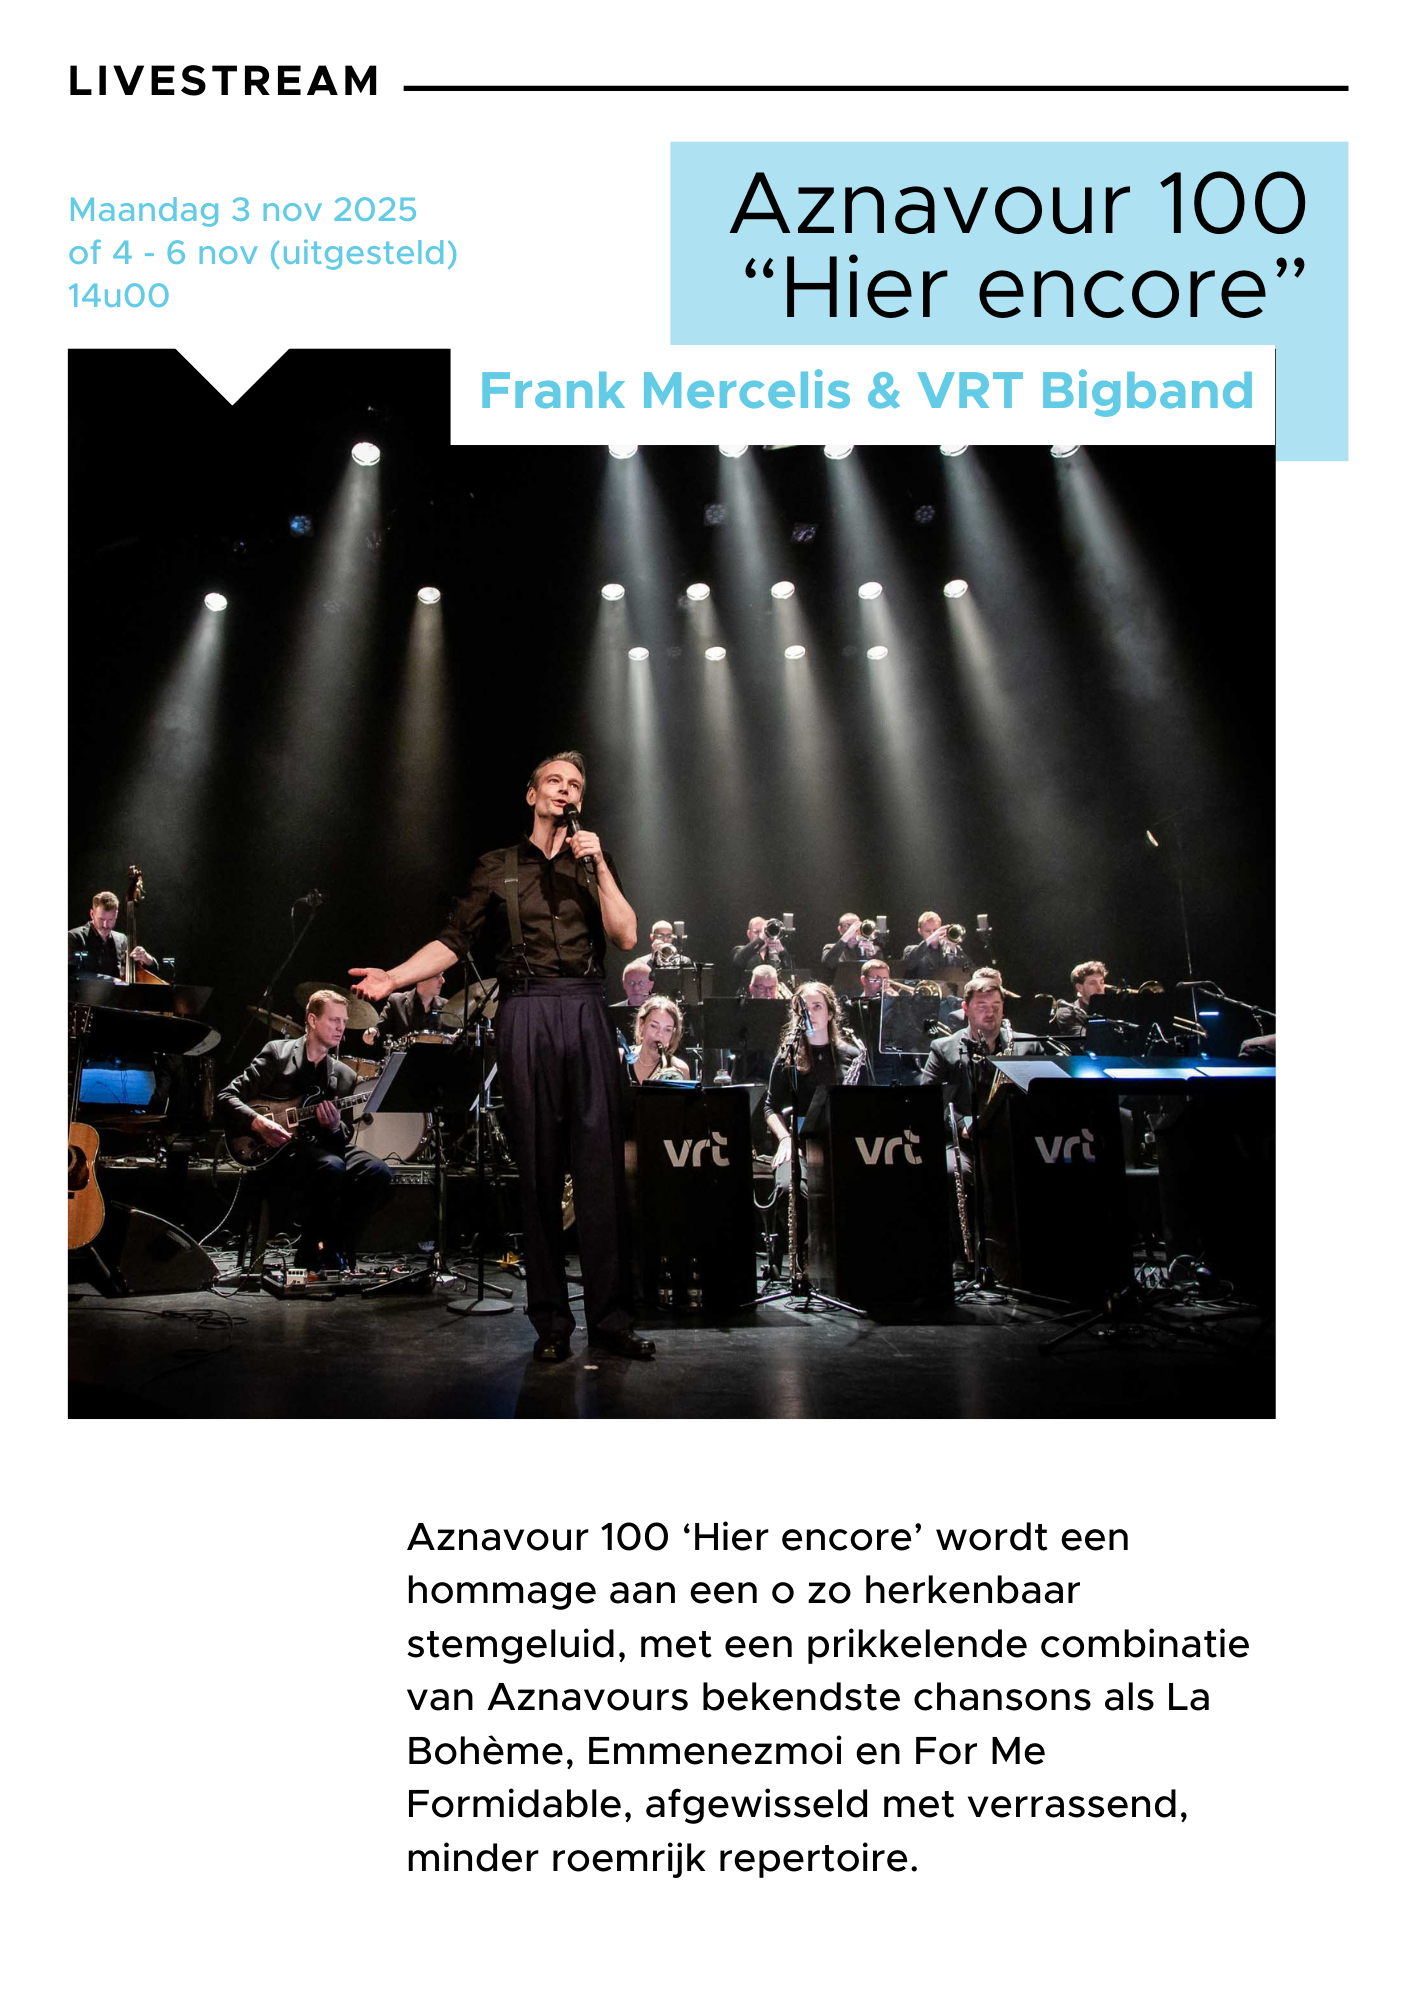 LIVESTREAM
Maandag 3 nov 2025
of 4 - 6 nov (uitgesteld)
14u00
Aznavour 100
“Hier encore”
Frank Mercelis & VRT Bigband
vrt
vrt
vrt
Aznavour 100 ‘Hier encore’ wordt een
hommage aan een o zo herkenbaar
stemgeluid, met een prikkelende combinatie
van Aznavours bekendste chansons als La
Bohème, Emmenezmoi en For Me
Formidable, afgewisseld met verrassend,
minder roemrijk repertoire.